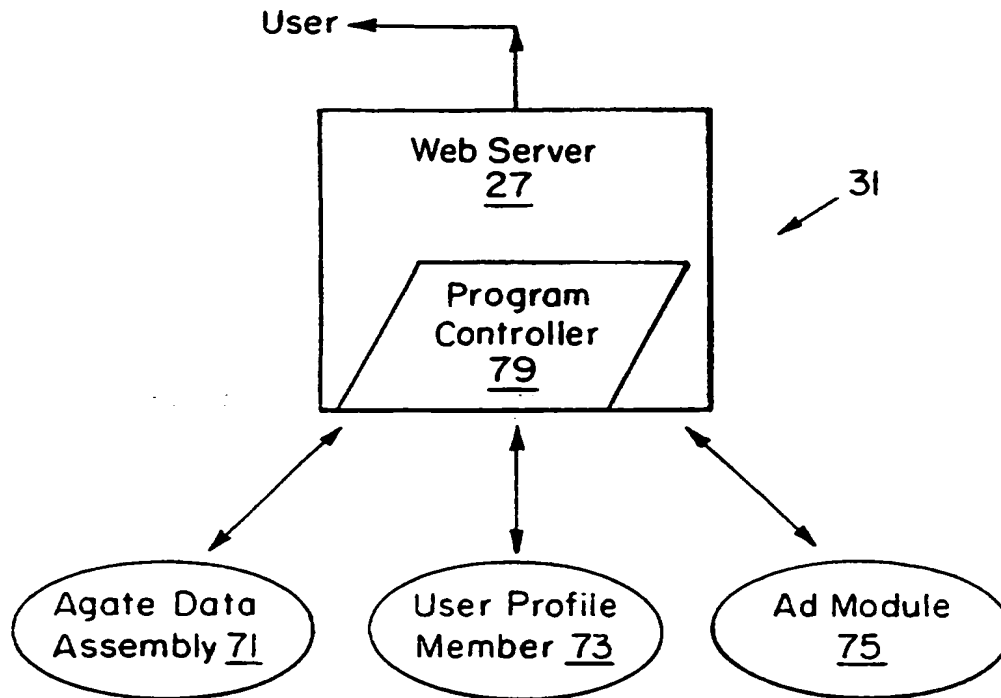 User
Web Server
27
31
Program
Controller
79
Agate Data
Assembly 71
User Profile
Member 73
Ad Module
75